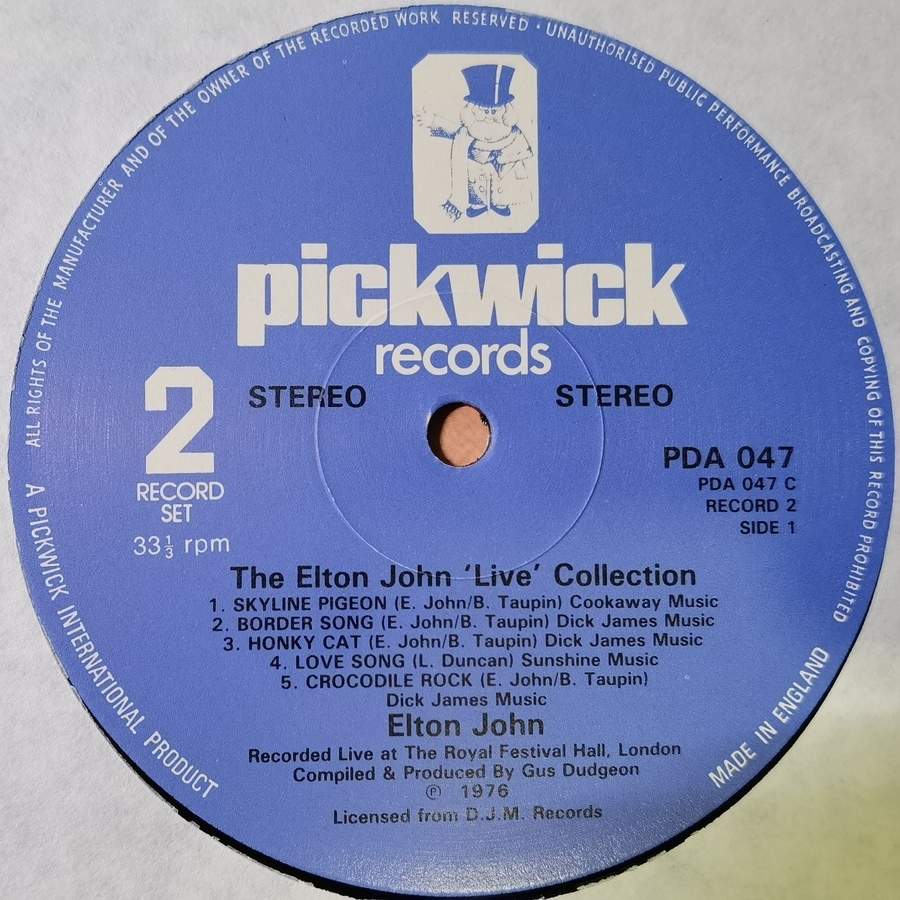 ALL RIGHTS OF THE MANUFACTURER AND OF THE OWNER OF THE RECORDED WORK RESERVED · UNAUTHORISED PUBLIC PERFORMANCE BROADCASTING AND COPYING OF THIS RECORD PROHIBITED
pickwick
records
2
RECORD
SET
33⅓ rpm
STEREO STEREO
PDA 047
PDA 047 C
RECORD 2
SIDE 1
The Elton John ‘Live’ Collection
1. SKYLINE PIGEON (E. John/B. Taupin) Cookaway Music
2. BORDER SONG (E. John/B. Taupin) Dick James Music
3. HONKY CAT (E. John/B. Taupin) Dick James Music
4. LOVE SONG (L. Duncan) Sunshine Music
5. CROCODILE ROCK (E. John/B. Taupin)
Dick James Music
Elton John
Recorded Live at The Royal Festival Hall, London
Compiled & Produced By Gus Dudgeon
℗ 1976
Licensed from D.J.M. Records
A PICKWICK INTERNATIONAL PRODUCT
MADE IN ENGLAND